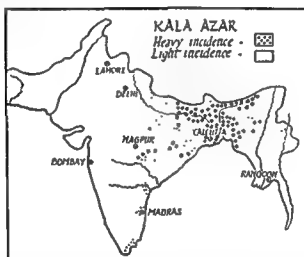 KALA AZAR
Heavy incidence -
Light incidence -
LAHORE
DELHI
CALCUTTA
NAGPUR
BOMBAY
RANGOON
MADRAS